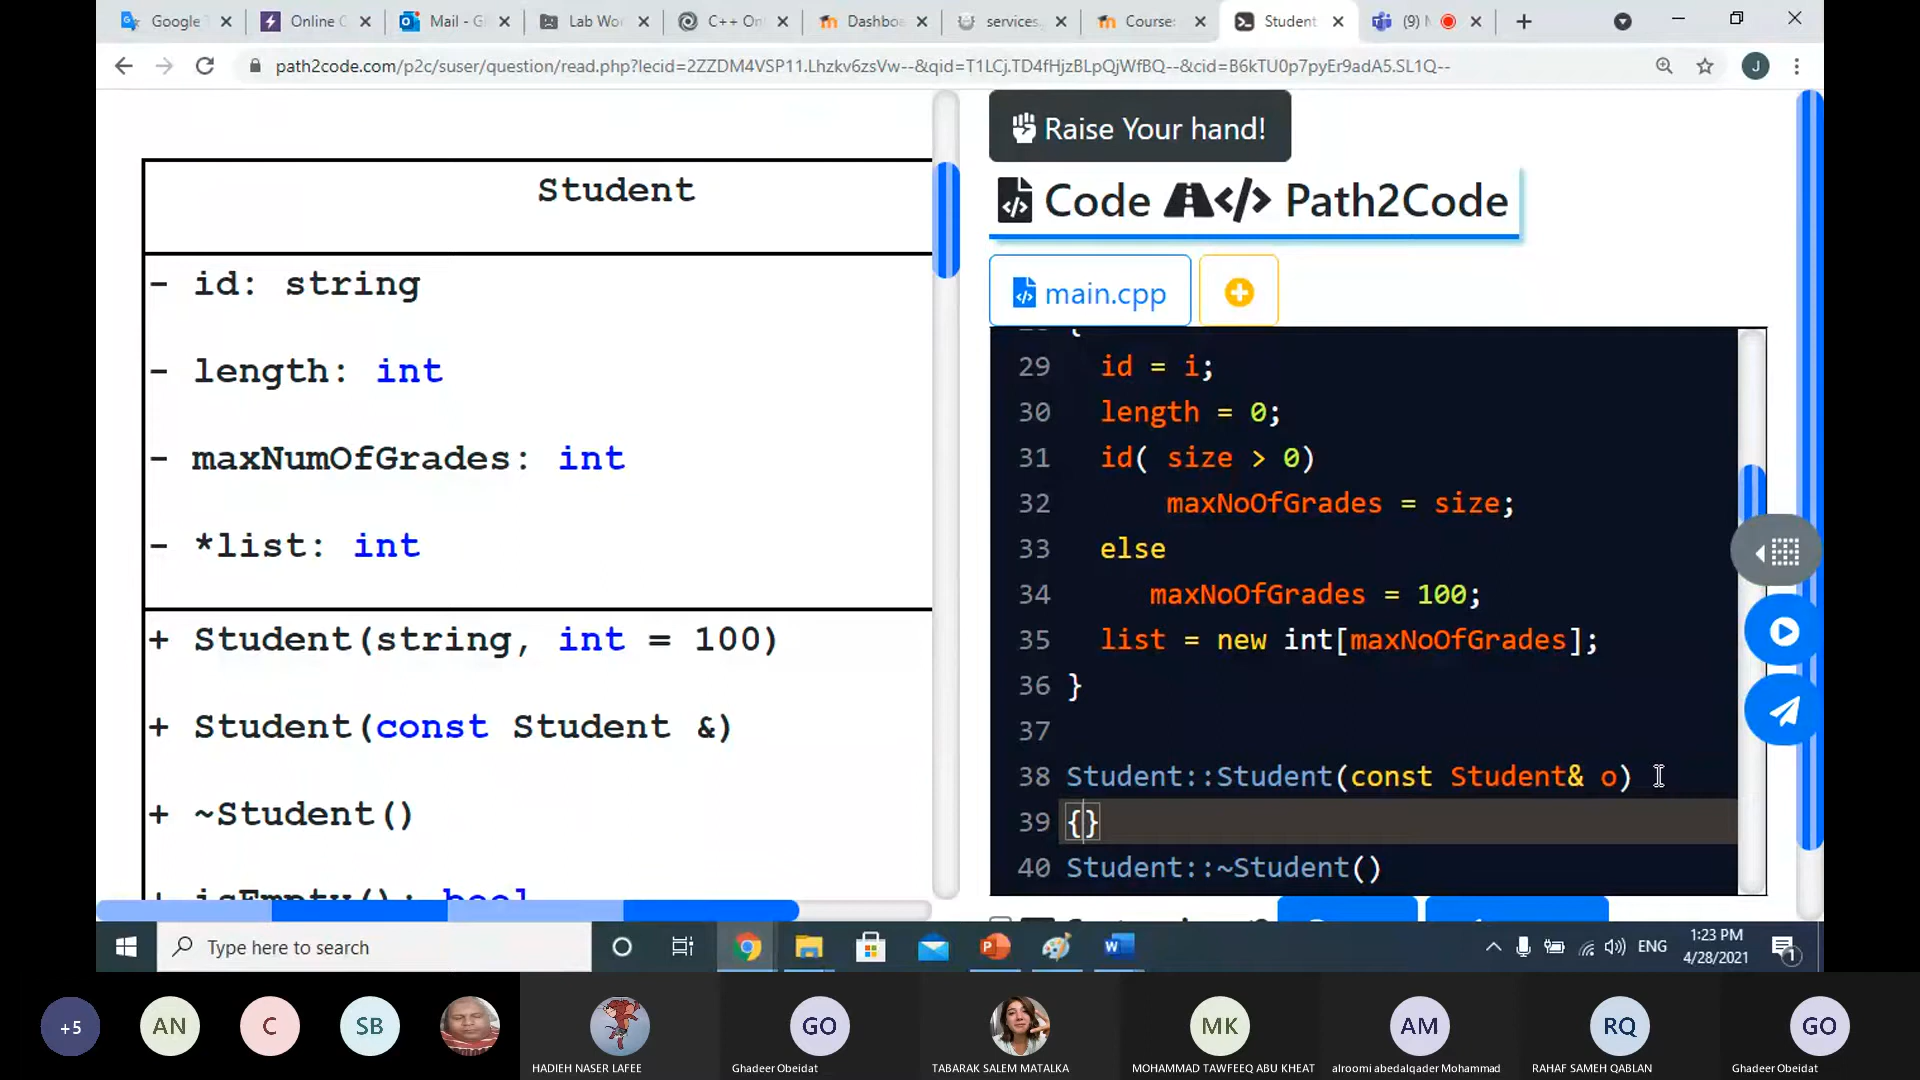 Google
Online C
Mail - G
Lab Wo
C++ On
Dashbo
services.
Course:
Student
(9)
path2code.com/p2c/suser/question/read.php?lecid=2ZZDM4VSP11.Lhzkv6zsVw--&qid=T1LCj.TD4fHjzBLpQjWfBQ--&cid=B6kTU0p7pyEr9adA5.SL1Q--
J
Student
- id: string
- length: int
- maxNumOfGrades: int
- *list: int
+ Student(string, int = 100)
+ Student(const Student &)
+ ~Student()
+ isEmpty(): bool
Raise Your hand!
Code </> Path2Code
main.cpp
{
29 id = i;
30 length = 0;
31 id( size > 0)
32 maxNoOfGrades = size;
33 else
34 maxNoOfGrades = 100;
35 list = new int[maxNoOfGrades];
36 }
37
38 Student::Student(const Student& o)
39 {}
40 Student::~Student()
Type here to search
ENG
1:23 PM
4/28/2021
1
+5
AN
C
SB
GO
MK
AM
RQ
GO
HADIEH NASER LAFEE
Ghadeer Obeidat
TABARAK SALEM MATALKA
MOHAMMAD TAWFEEQ ABU KHEAT
alroomi abedalqader Mohammad
RAHAF SAMEH QABLAN
Ghadeer Obeidat